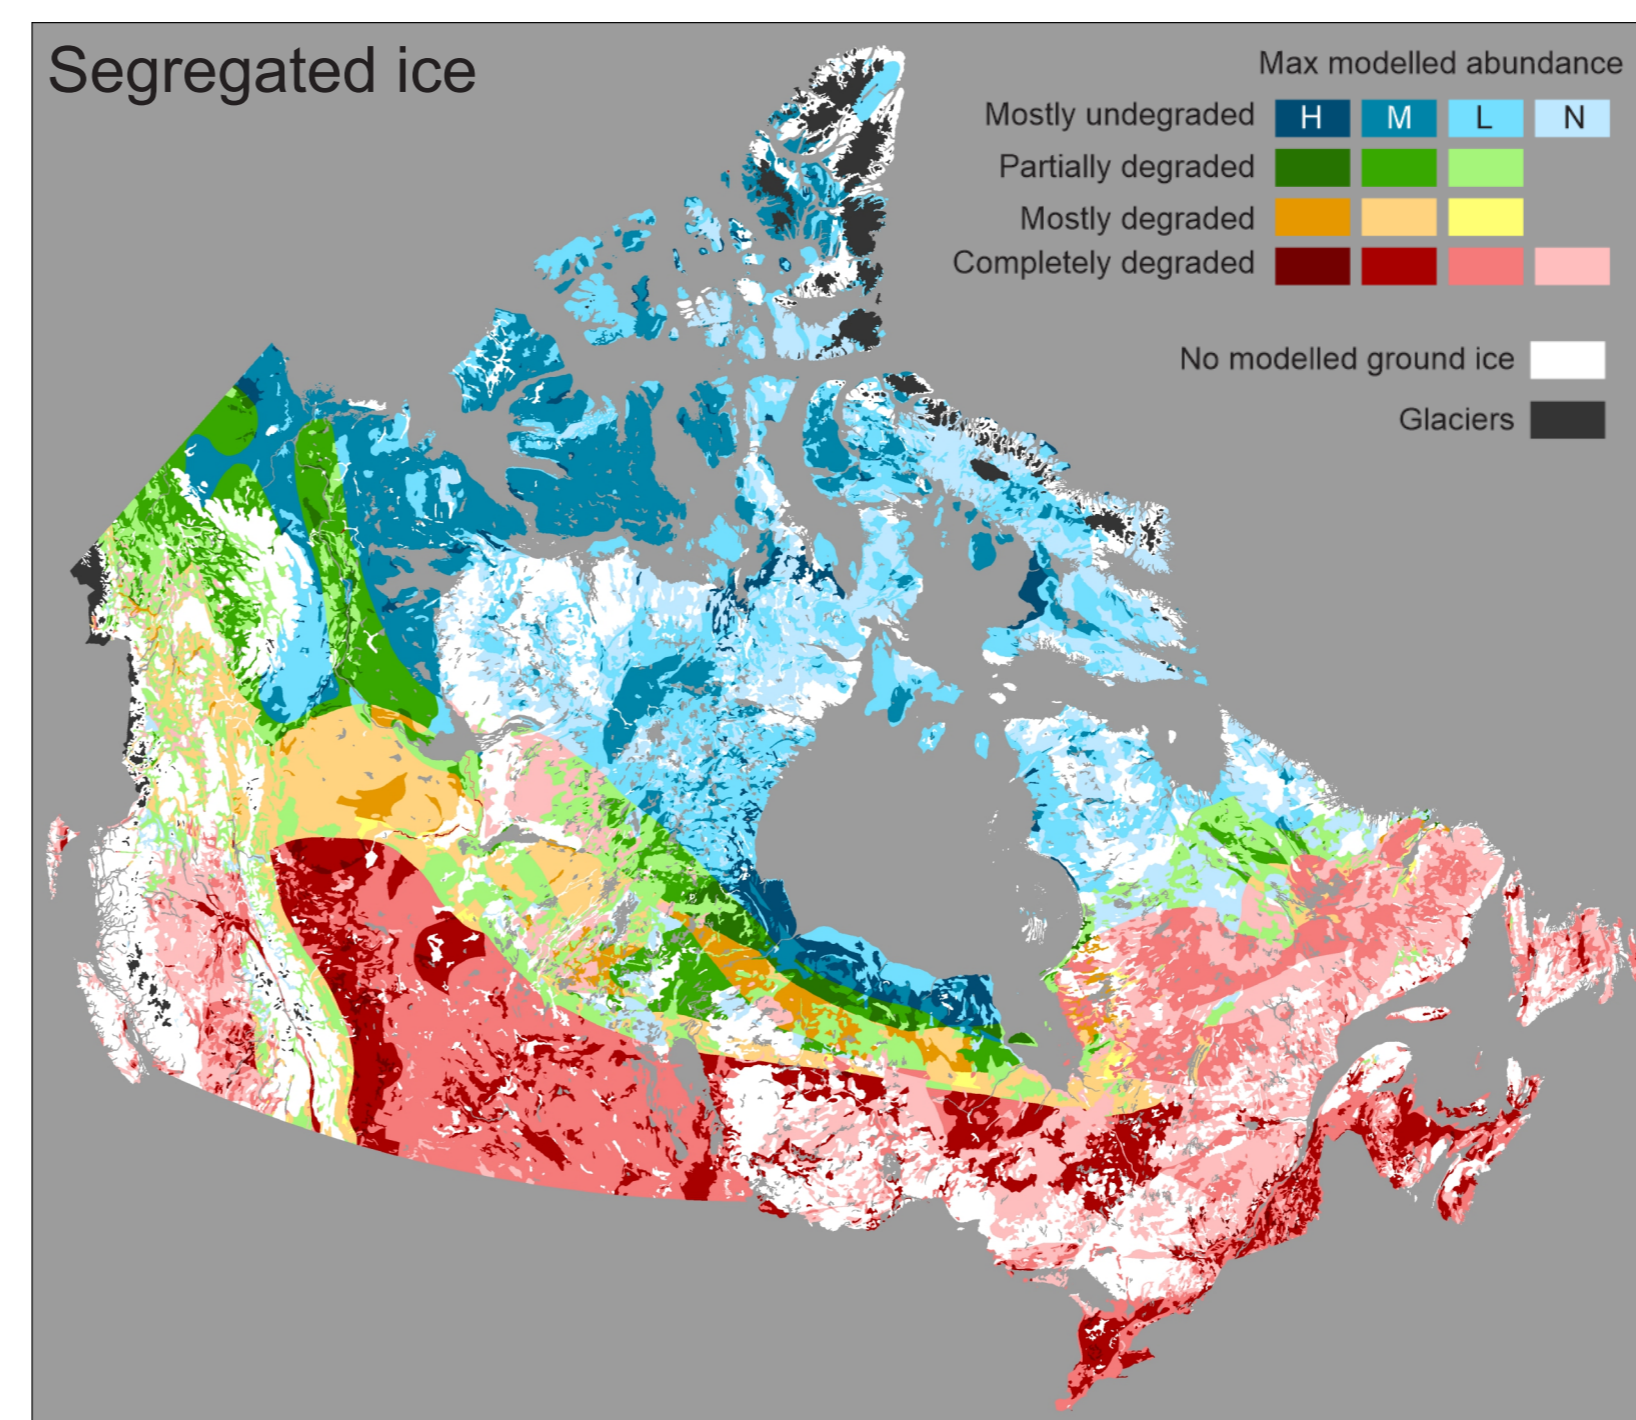 Segregated ice
Max modelled abundance
Mostly undegraded H M L N
Partially degraded
Mostly degraded
Completely degraded
No modelled ground ice
Glaciers